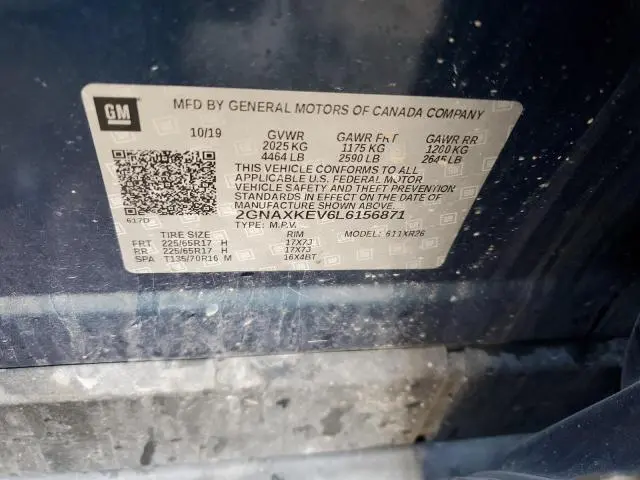 GM
MFD BY GENERAL MOTORS OF CANADA COMPANY
10/19 GVWR GAWR FRT GAWR RR
2025 KG 1175 KG 1200 KG
4464 LB 2590 LB 2645 LB
THIS VEHICLE CONFORMS TO ALL
APPLICABLE U.S. FEDERAL MOTOR
VEHICLE SAFETY AND THEFT PREVENTION
STANDARDS IN EFFECT ON THE DATE OF
MANUFACTURE SHOWN ABOVE.
617D 2GNAXKEV6L6156871
TYPE: M.P.V. MODEL: 611XR26
TIRE SIZE RIM
FRT 225/65R17 H 17X7J
RR 225/65R17 H 17X7J
SPA T135/70R16 M 16X4BT